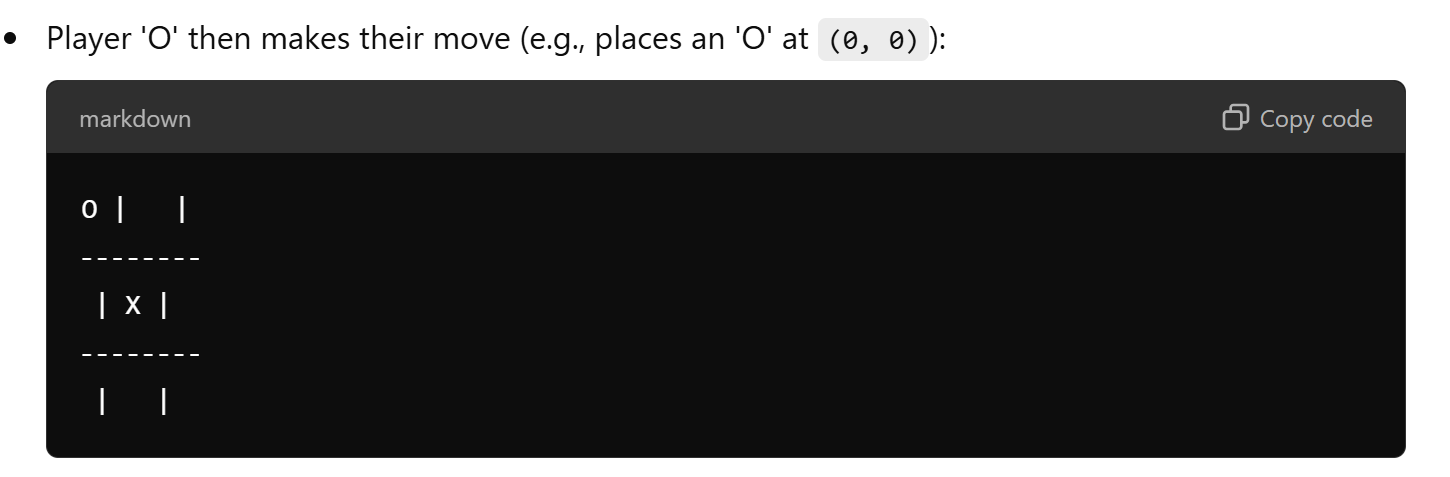 • Player 'O' then makes their move (e.g., places an 'O' at (0, 0)):
markdown
Copy code
O |   |
--------
 | X |
--------
 |   |